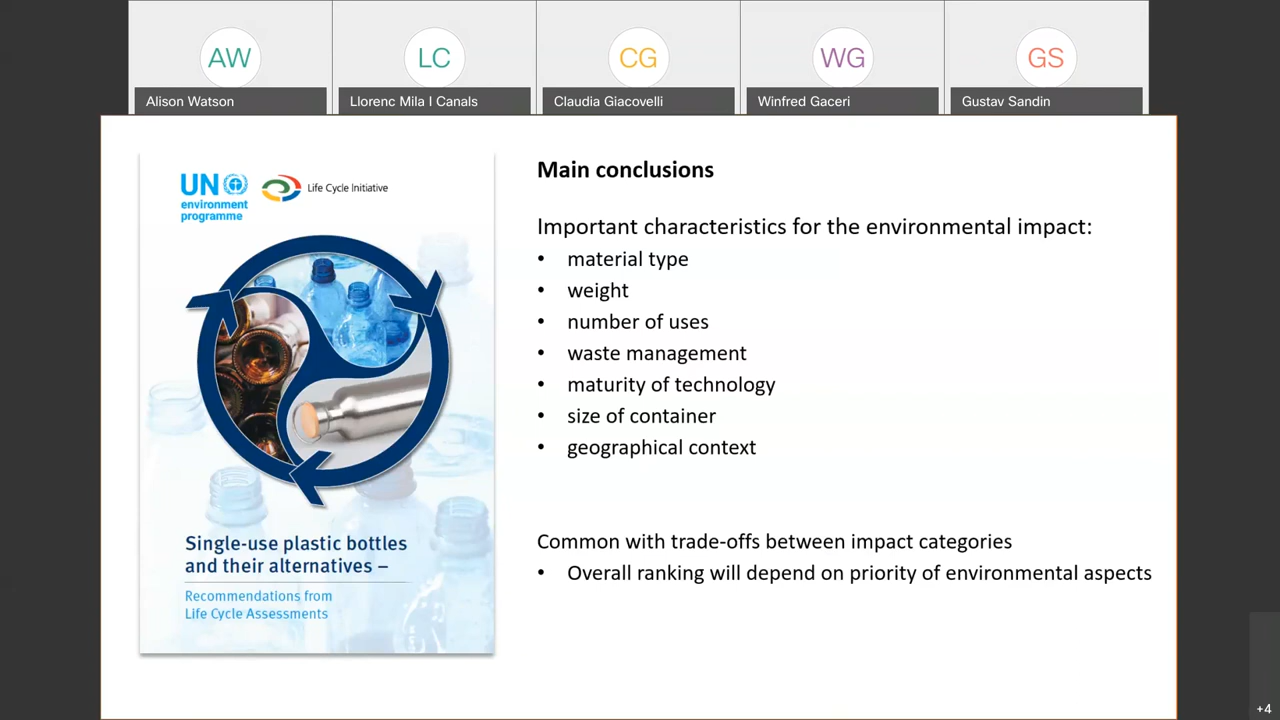 AW
LC
CG
WG
GS
Alison Watson
Llorenc Mila I Canals
Claudia Giacovelli
Winfred Gaceri
Gustav Sandin
UN
environment
programme
Life Cycle Initiative
Single-use plastic bottles
and their alternatives –
Recommendations from
Life Cycle Assessments
Main conclusions
Important characteristics for the environmental impact:
• material type
• weight
• number of uses
• waste management
• maturity of technology
• size of container
• geographical context
Common with trade-offs between impact categories
• Overall ranking will depend on priority of environmental aspects
+4